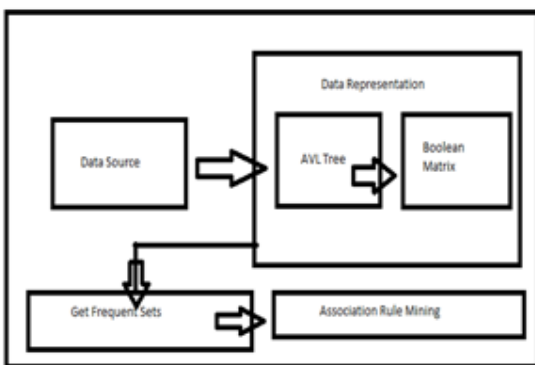 Data Representation
Data Source
AVL Tree
Boolean
Matrix
Get Frequent Sets
Association Rule Mining